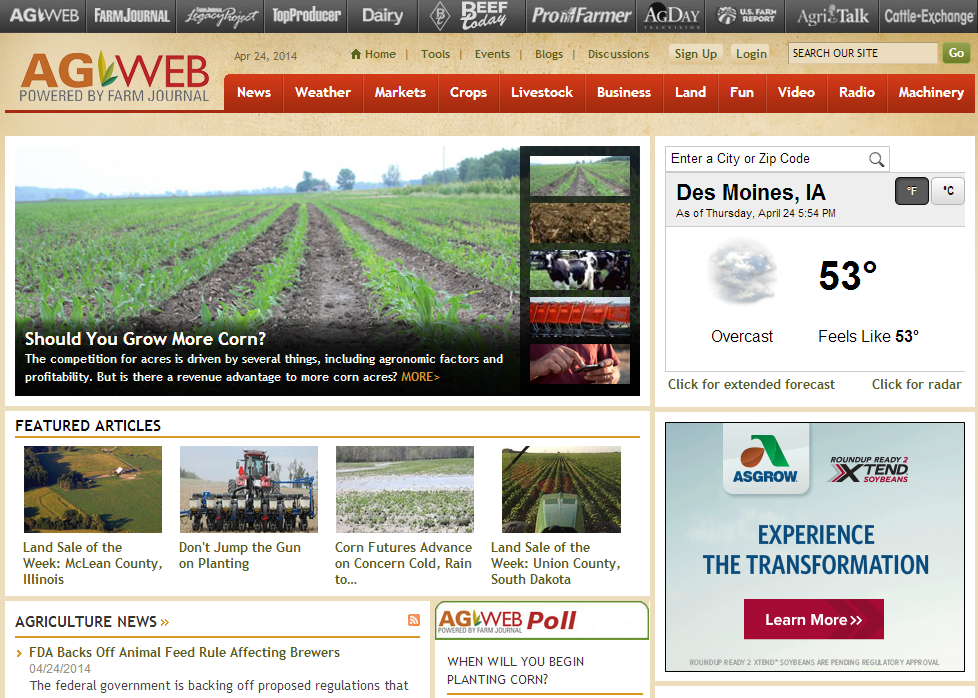 AGWEB
FARMJOURNAL
LegacyProject
TopProducer
Dairy
B
BEEF Today
ProFarmer
AGDAY
TELEVISION
U.S. FARM REPORT
AgriTalk
Cattle-Exchange
AGWEB
POWERED BY FARM JOURNAL
Apr 24, 2014
Home | Tools | Events | Blogs | Discussions
Sign Up
Login
SEARCH OUR SITE
Go
News
Weather
Markets
Crops
Livestock
Business
Land
Fun
Video
Radio
Machinery
Should You Grow More Corn?
The competition for acres is driven by several things, including agronomic factors and
profitability. But is there a revenue advantage to more corn acres? MORE>
Enter a City or Zip Code
Des Moines, IA
As of Thursday, April 24 5:54 PM
°F
°C
53°
Overcast
Feels Like 53°
Click for extended forecast
Click for radar
FEATURED ARTICLES
Land Sale of the
Week: McLean County,
Illinois
Don't Jump the Gun
on Planting
Corn Futures Advance
on Concern Cold, Rain
to...
Land Sale of the
Week: Union County,
South Dakota
ASGROW
ROUNDUP READY 2
XTEND
SOYBEANS
EXPERIENCE
THE TRANSFORMATION
Learn More >>
ROUNDUP READY 2 XTEND™ SOYBEANS ARE PENDING REGULATORY APPROVAL
AGRICULTURE NEWS »
FDA Backs Off Animal Feed Rule Affecting Brewers
04/24/2014
The federal government is backing off proposed regulations that
AGWEB Poll
POWERED BY FARM JOURNAL
WHEN WILL YOU BEGIN
PLANTING CORN?